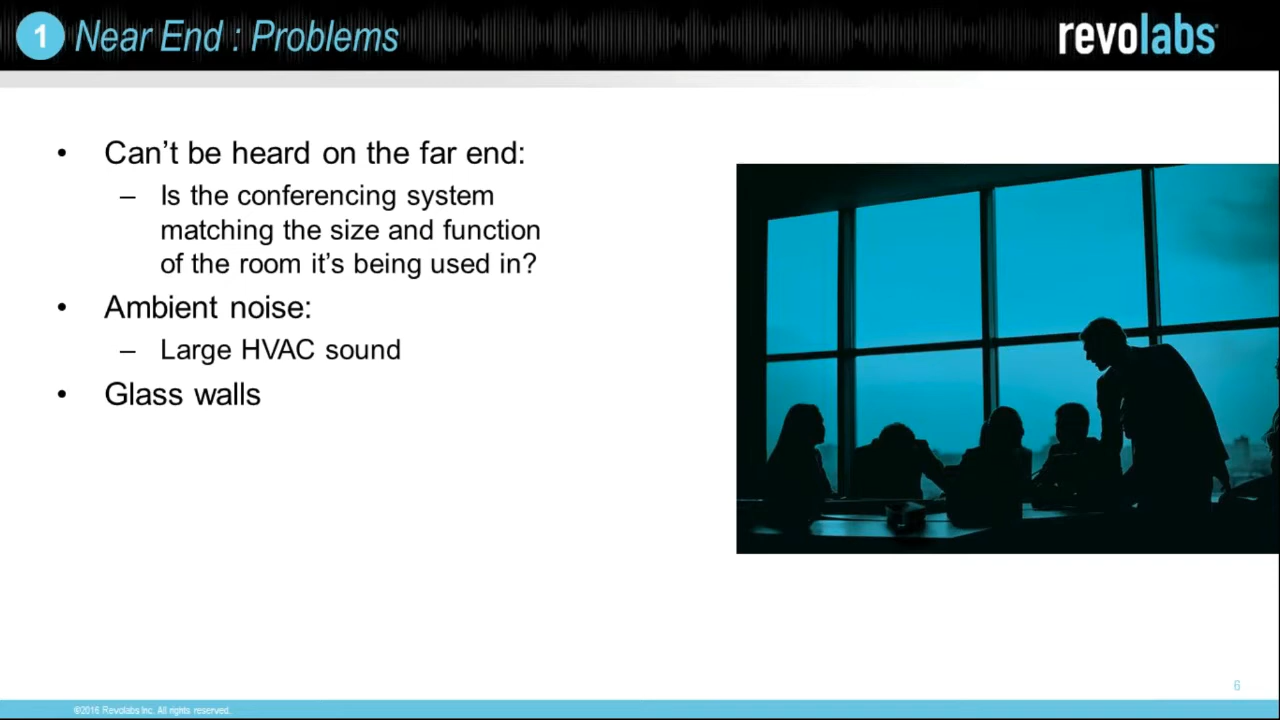 1 Near End : Problems
revolabs
• Can’t be heard on the far end:
– Is the conferencing system
matching the size and function
of the room it’s being used in?
• Ambient noise:
– Large HVAC sound
• Glass walls
6
©2016 Revolabs Inc. All rights reserved.